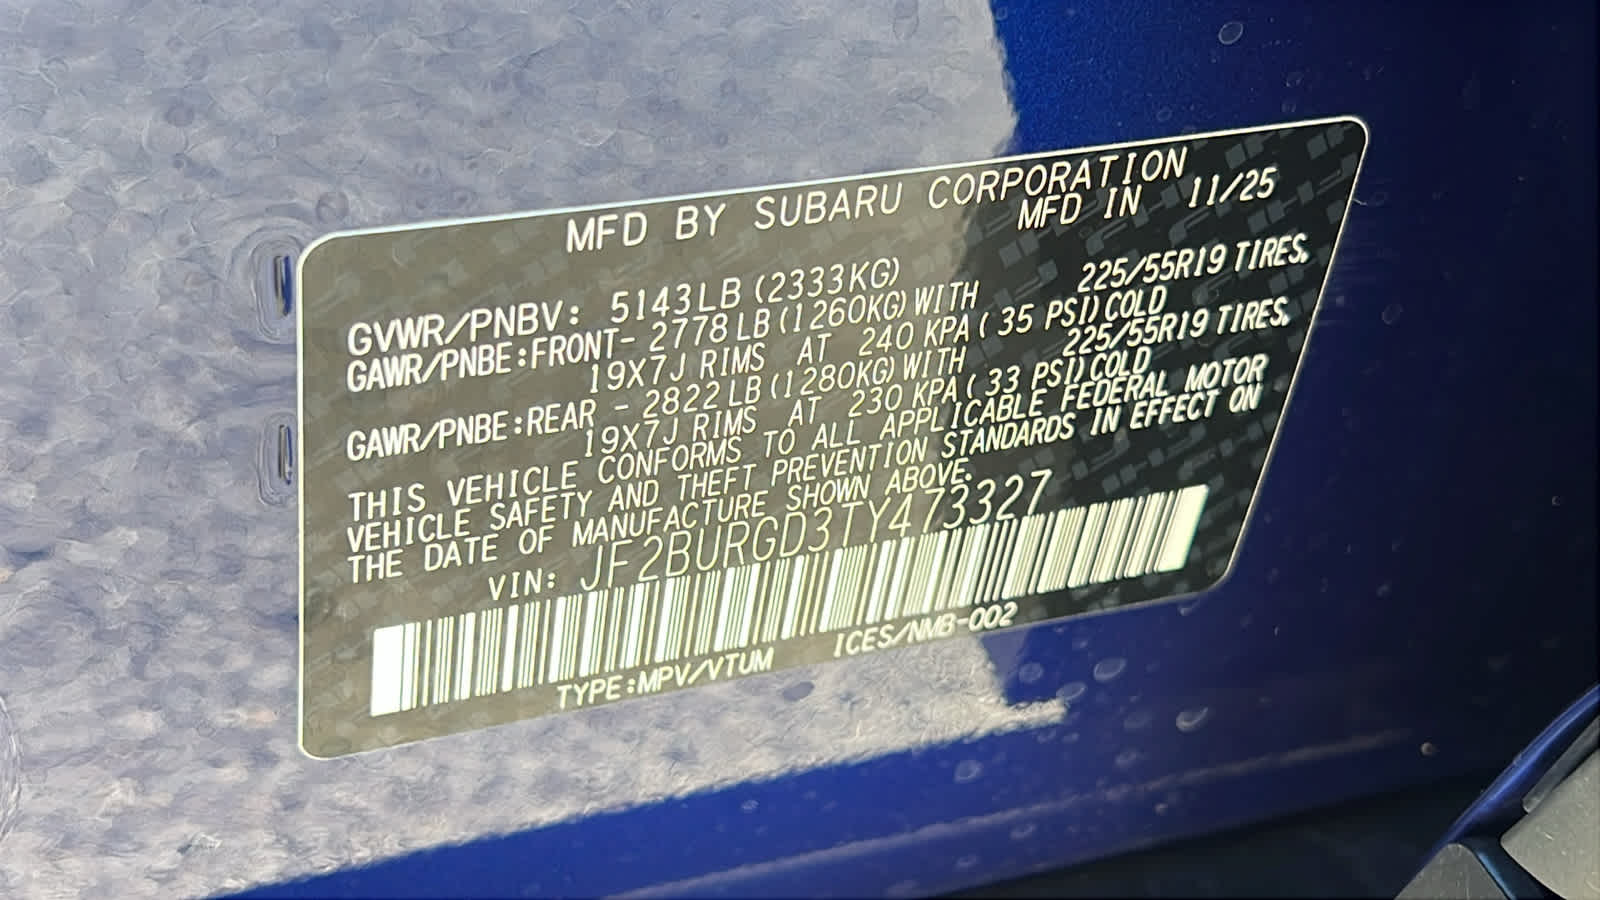 MFD BY SUBARU CORPORATION
MFD IN 11/25
GVWR/PNBV: 5143LB (2333KG)
GAWR/PNBE:FRONT- 2778LB (1260KG) WITH 225/55R19 TIRES,
19X7J RIMS AT 240 KPA (35 PSI) COLD
GAWR/PNBE:REAR - 2822LB (1280KG) WITH 225/55R19 TIRES,
19X7J RIMS AT 230 KPA (33 PSI) COLD
THIS VEHICLE CONFORMS TO ALL APPLICABLE FEDERAL MOTOR
VEHICLE SAFETY AND THEFT PREVENTION STANDARDS IN EFFECT ON
THE DATE OF MANUFACTURE SHOWN ABOVE.
VIN: JF2BURGD3TY473327
TYPE:MPV/VTUM ICES/NMB-002